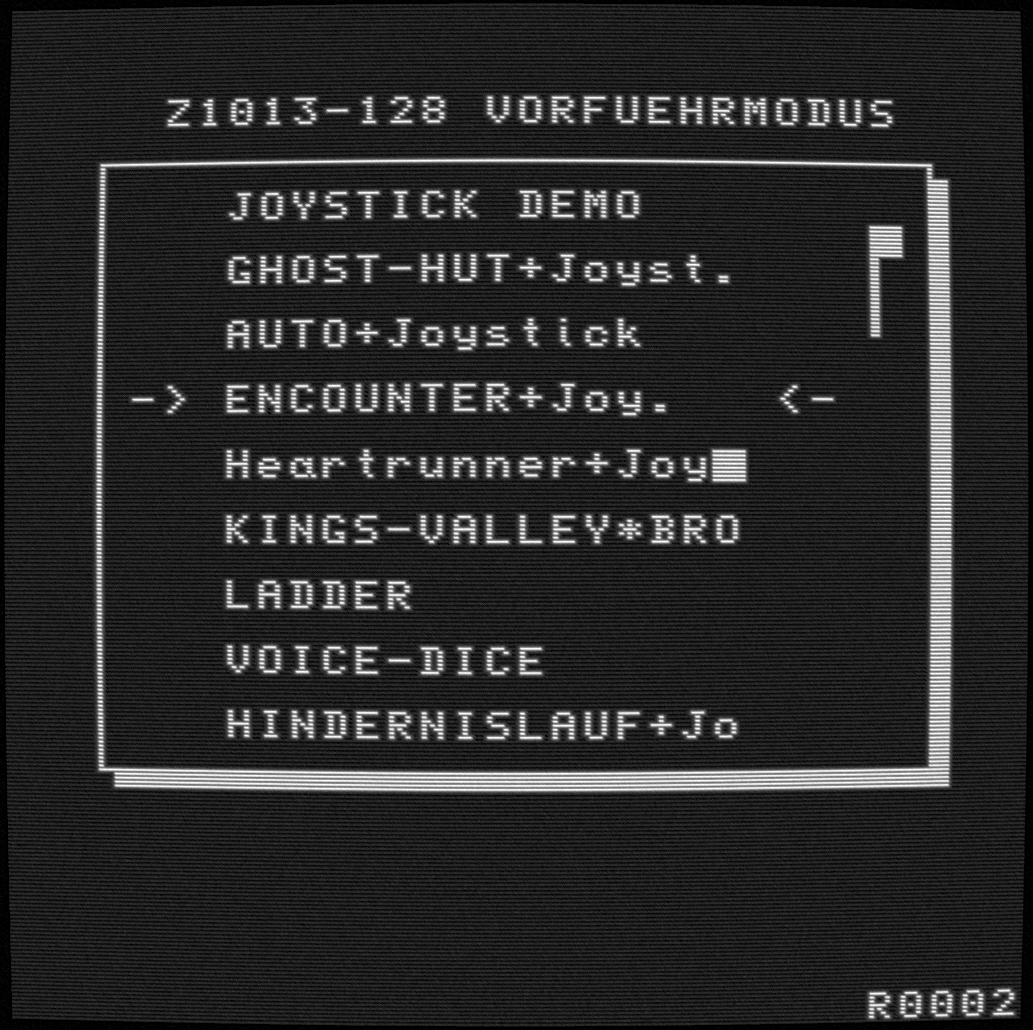 Z1013-128 VORFUEHRMODUS
JOYSTICK DEMO
GHOST-HUT+Joyst.
AUTO+Joystick
-> ENCOUNTER+Joy. <-
Heartrunner+Joy■
KINGS-VALLEY*BRO
LADDER
VOICE-DICE
HINDERNISLAUF+Jo
R0002